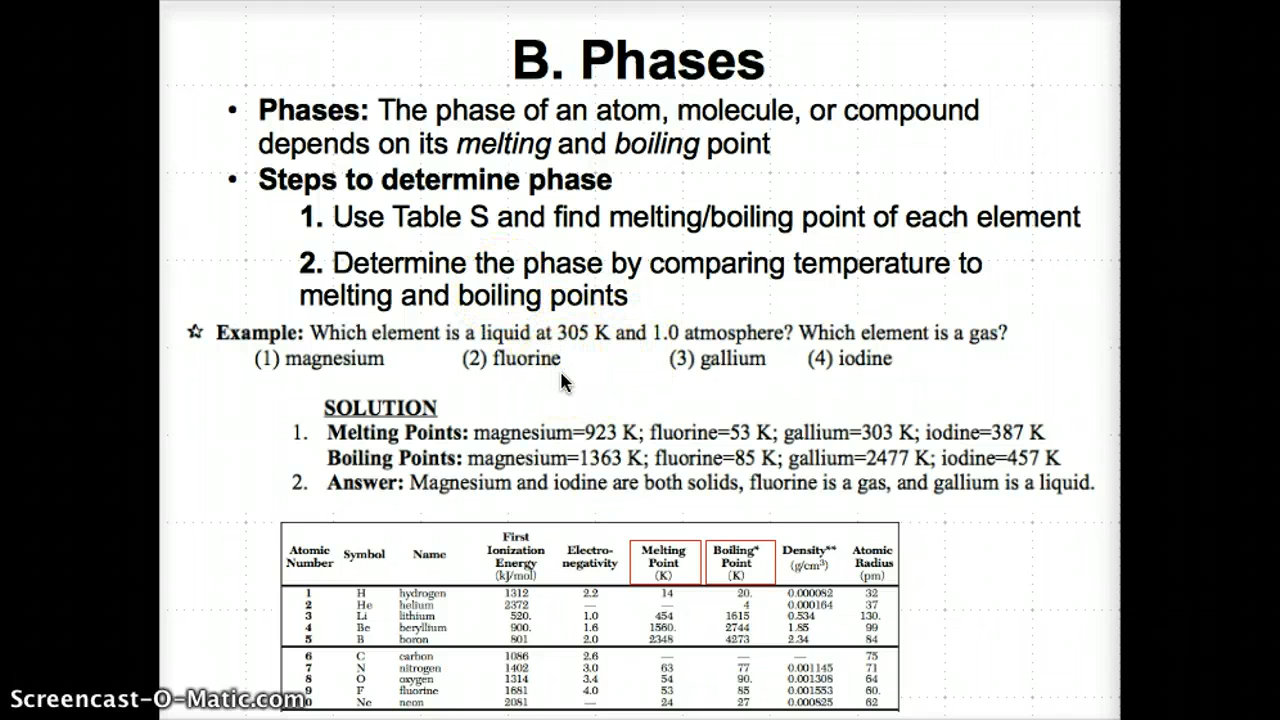 B. Phases
• Phases: The phase of an atom, molecule, or compound
depends on its melting and boiling point
• Steps to determine phase
1. Use Table S and find melting/boiling point of each element
2. Determine the phase by comparing temperature to
melting and boiling points
☆ Example: Which element is a liquid at 305 K and 1.0 atmosphere? Which element is a gas?
(1) magnesium (2) fluorine (3) gallium (4) iodine
SOLUTION
1. Melting Points: magnesium=923 K; fluorine=53 K; gallium=303 K; iodine=387 K
Boiling Points: magnesium=1363 K; fluorine=85 K; gallium=2477 K; iodine=457 K
2. Answer: Magnesium and iodine are both solids, fluorine is a gas, and gallium is a liquid.
Atomic Number Symbol Name First Ionization Energy (kJ/mol) Electro-negativity Melting Point (K) Boiling* Point (K) Density** (g/cm³) Atomic Radius (pm)
1 H hydrogen 1312 2.2 14 20. 0.000082 32
2 He helium 2372 — — 4 0.000164 37
3 Li lithium 520. 1.0 454 1615 0.534 130.
4 Be beryllium 900. 1.6 1560. 2744 1.85 99
5 B boron 801 2.0 2348 4273 2.34 84
6 C carbon 1086 2.6 — — — 75
7 N nitrogen 1402 3.0 63 77 0.001145 71
8 O oxygen 1314 3.4 54 90. 0.001308 64
9 F fluorine 1681 4.0 53 85 0.001553 60.
0 Ne neon 2081 — 24 27 0.000825 62
Screencast-O-Matic.com